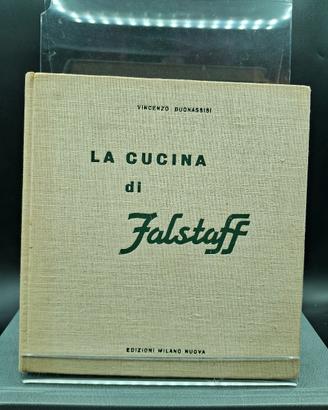 VINCENZO BUONASSISI
LA CUCINA
di
Falstaff
EDIZIONI MILANO NUOVA